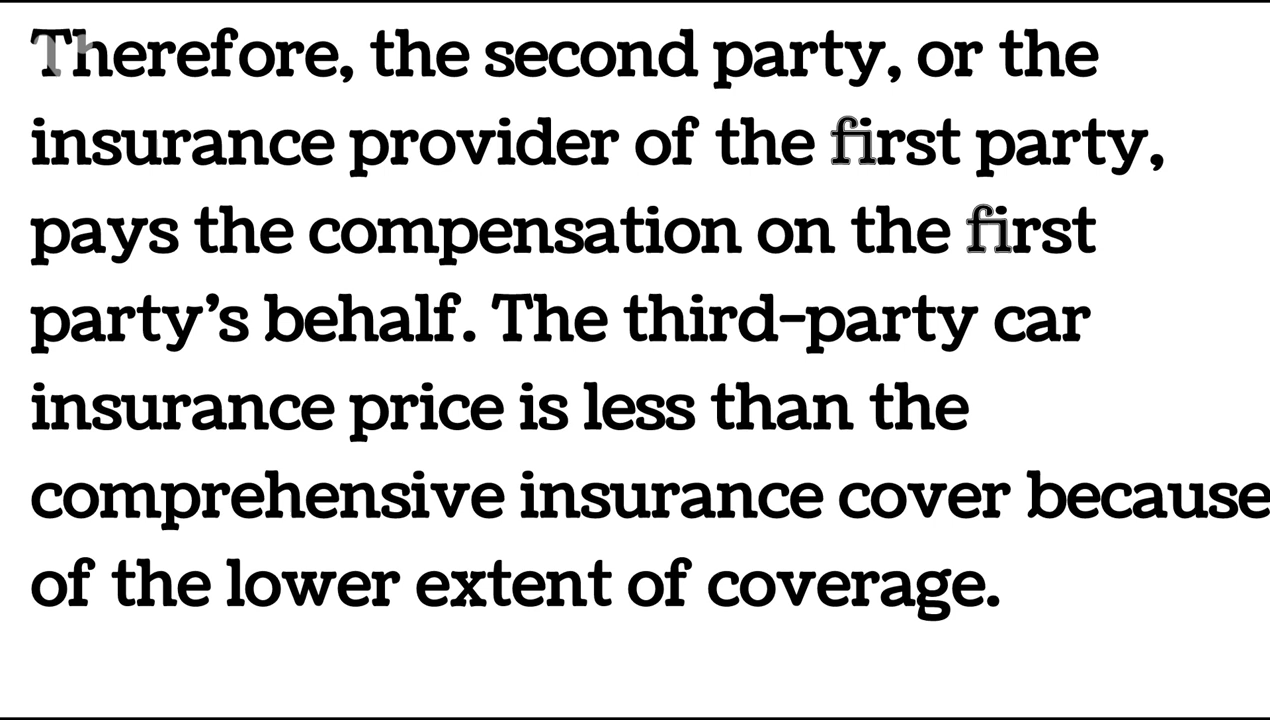 Therefore, the second party, or the
insurance provider of the first party,
pays the compensation on the first
party’s behalf. The third-party car
insurance price is less than the
comprehensive insurance cover because
of the lower extent of coverage.